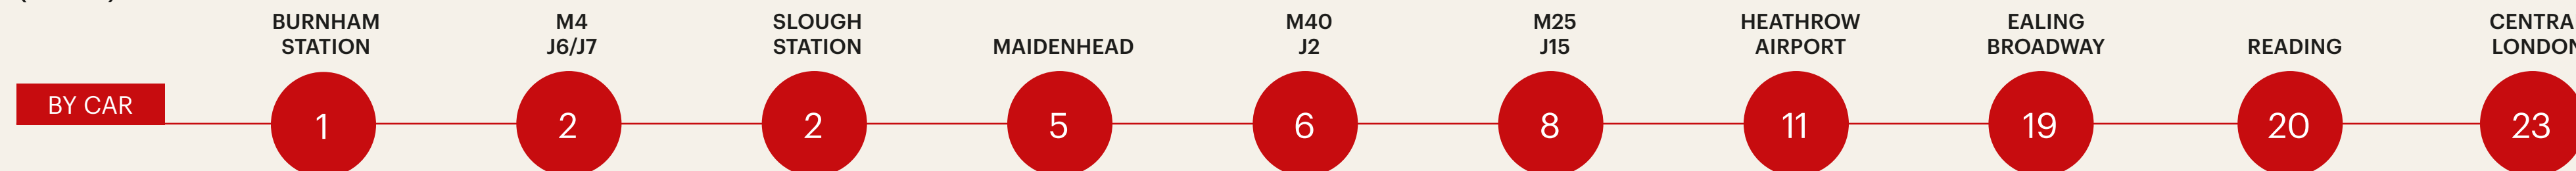 BURNHAM
STATION
M4
J6/J7
SLOUGH
STATION
MAIDENHEAD
M40
J2
M25
J15
HEATHROW
AIRPORT
EALING
BROADWAY
READING
BY CAR
1
2
2
5
6
8
11
19
20
23